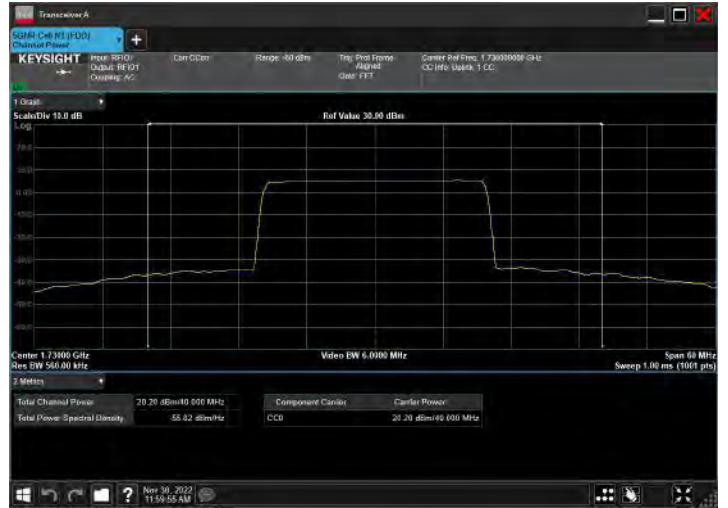 Transceiver A
5GNR Cell N1 (FDD)
Channel Power
KEYSIGHT
Input: RFIO1
Output: RFIO1
Coupling: AC
Corr CCorr
Range: -60 dBm
Trig: Prot Frame
Aligned
Gate: FFT
Carrier Ref Freq: 1.730000000 GHz
CC Info: Uplink, 1 CC
1 Graph
Scale/Div 10.0 dB
Ref Value 30.00 dBm
Log
Center 1.73000 GHz
Video BW 6.0000 MHz
Span 60 MHz
Res BW 560.00 kHz
Sweep 1.00 ms (1001 pts)
2 Metrics
Total Channel Power
20.20 dBm/40.000 MHz
Total Power Spectral Density
-55.82 dBm/Hz
Component Carrier
Carrier Power
CC0
20.20 dBm/40.000 MHz
Nov 30, 2022
11:59:55 AM